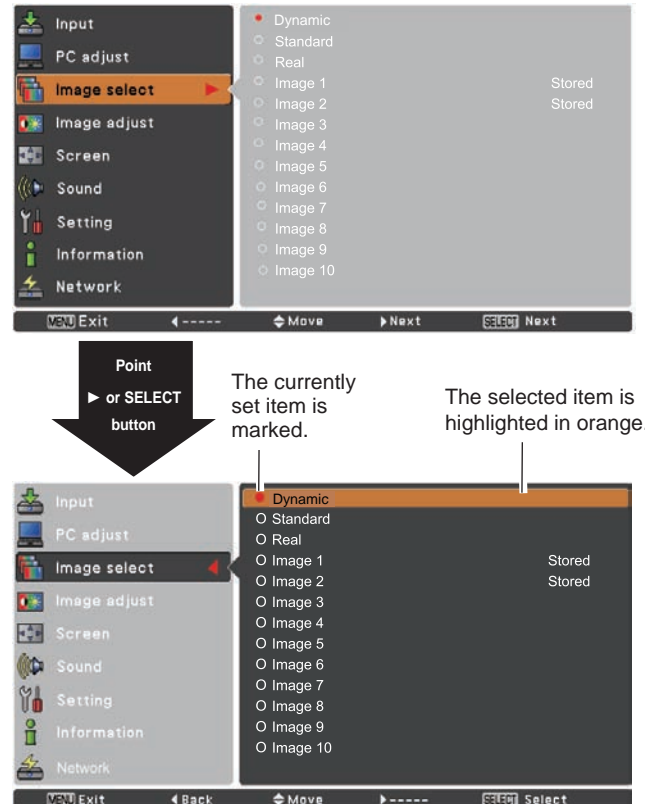 Input
PC adjust
Image select
Image adjust
Screen
Sound
Setting
Information
Network
Dynamic
Standard
Real
Image 1 Stored
Image 2 Stored
Image 3
Image 4
Image 5
Image 6
Image 7
Image 8
Image 9
Image 10
MENU Exit ◀----- Move ▶Next SELECT Next
Point
► or SELECT
button
The currently
set item is
marked.
The selected item is
highlighted in orange.
Input
PC adjust
Image select
Image adjust
Screen
Sound
Setting
Information
Network
Dynamic
O Standard
O Real
O Image 1 Stored
O Image 2 Stored
O Image 3
O Image 4
O Image 5
O Image 6
O Image 7
O Image 8
O Image 9
O Image 10
MENU Exit ◀Back Move ▶----- SELECT Select